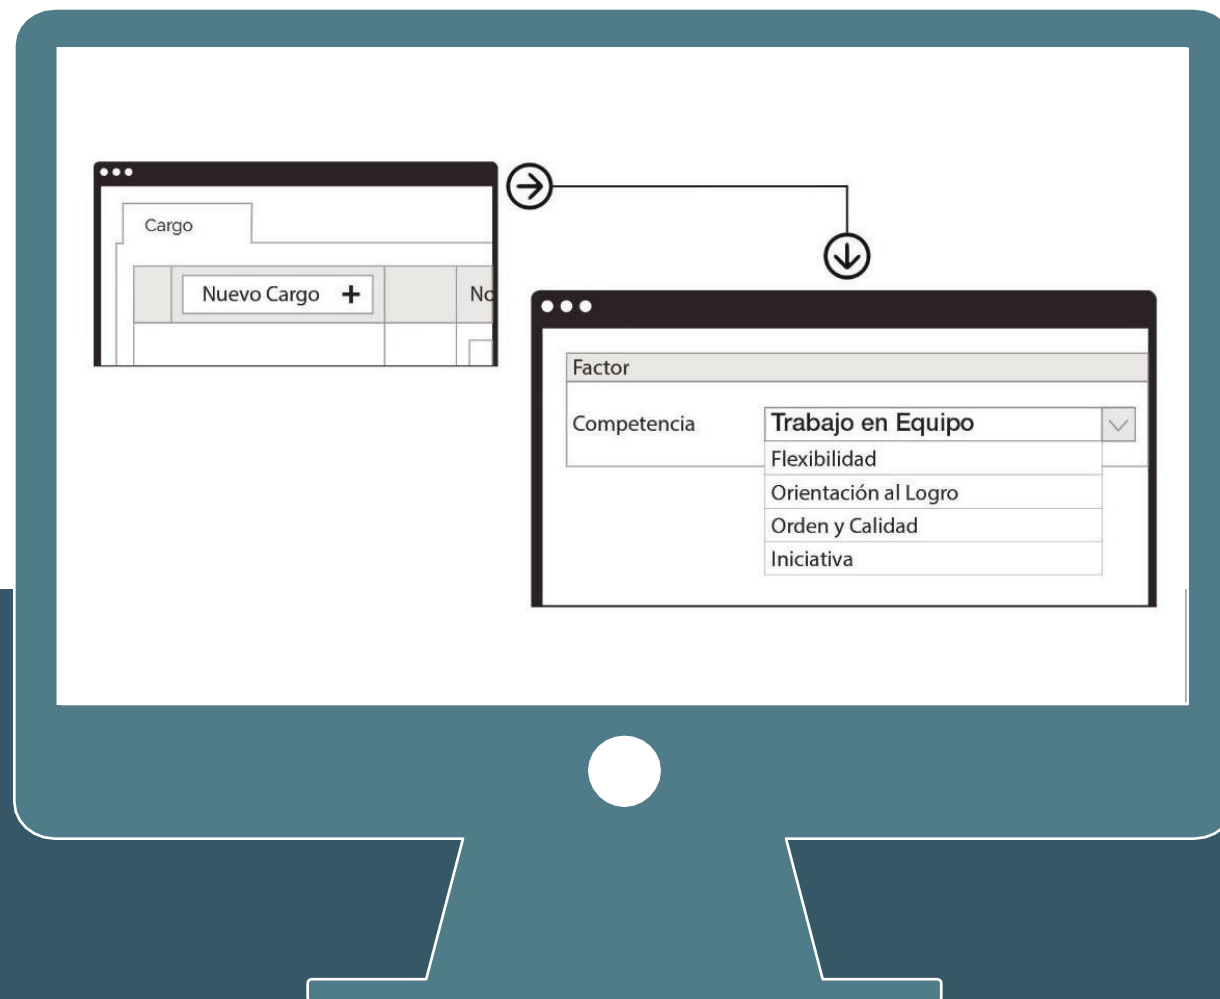 Cargo
Nuevo Cargo +
Factor
Competencia
Trabajo en Equipo
Flexibilidad
Orientación al Logro
Orden y Calidad
Iniciativa